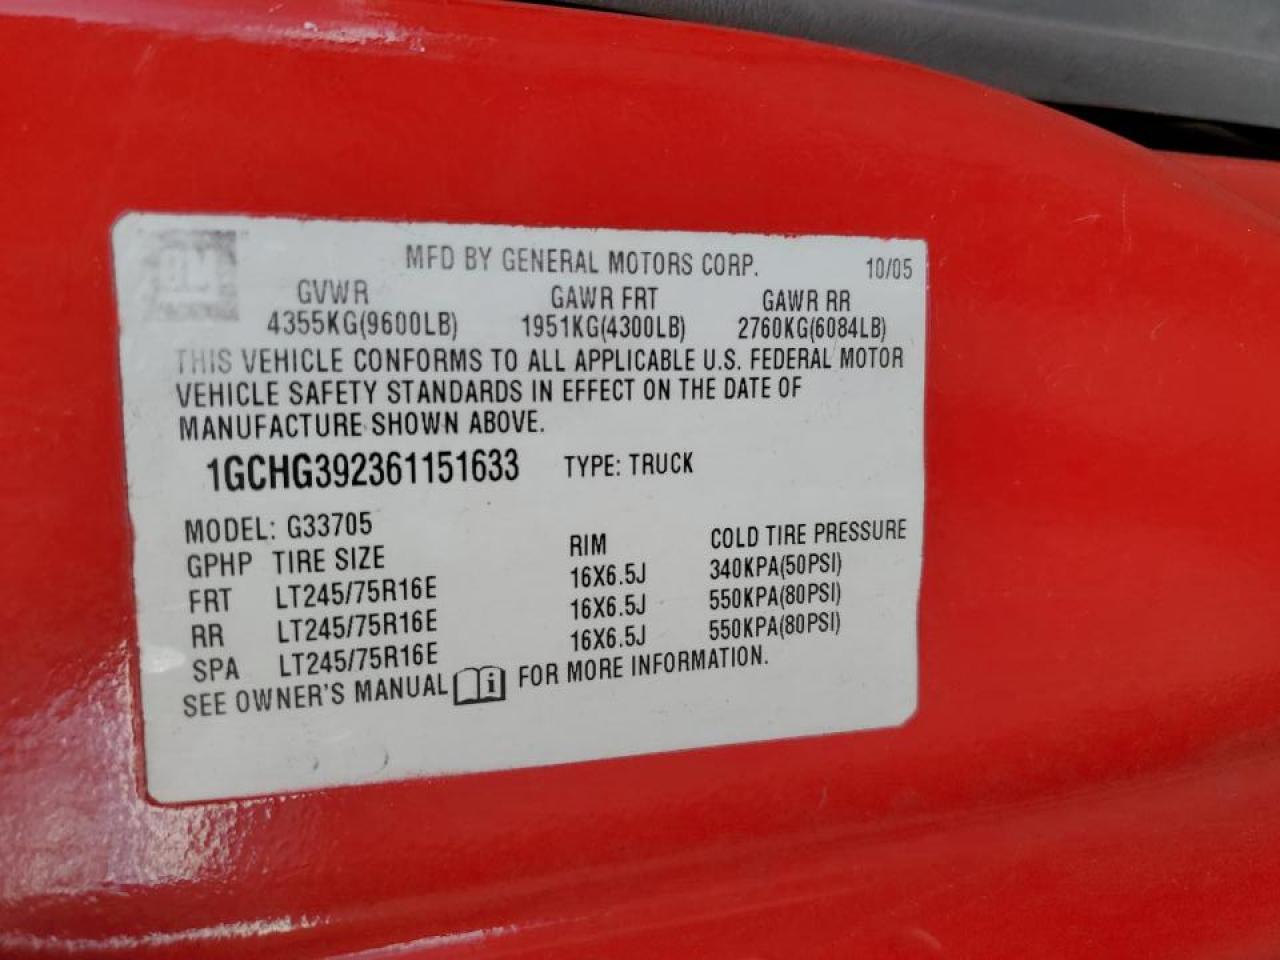 GM
MFD BY GENERAL MOTORS CORP. 10/05
GVWR GAWR FRT GAWR RR
4355KG(9600LB) 1951KG(4300LB) 2760KG(6084LB)
THIS VEHICLE CONFORMS TO ALL APPLICABLE U.S. FEDERAL MOTOR
VEHICLE SAFETY STANDARDS IN EFFECT ON THE DATE OF
MANUFACTURE SHOWN ABOVE.
1GCHG392361151633 TYPE: TRUCK
MODEL: G33705
GPHP TIRE SIZE RIM COLD TIRE PRESSURE
FRT LT245/75R16E 16X6.5J 340KPA(50PSI)
RR LT245/75R16E 16X6.5J 550KPA(80PSI)
SPA LT245/75R16E 16X6.5J 550KPA(80PSI)
SEE OWNER'S MANUAL i FOR MORE INFORMATION.